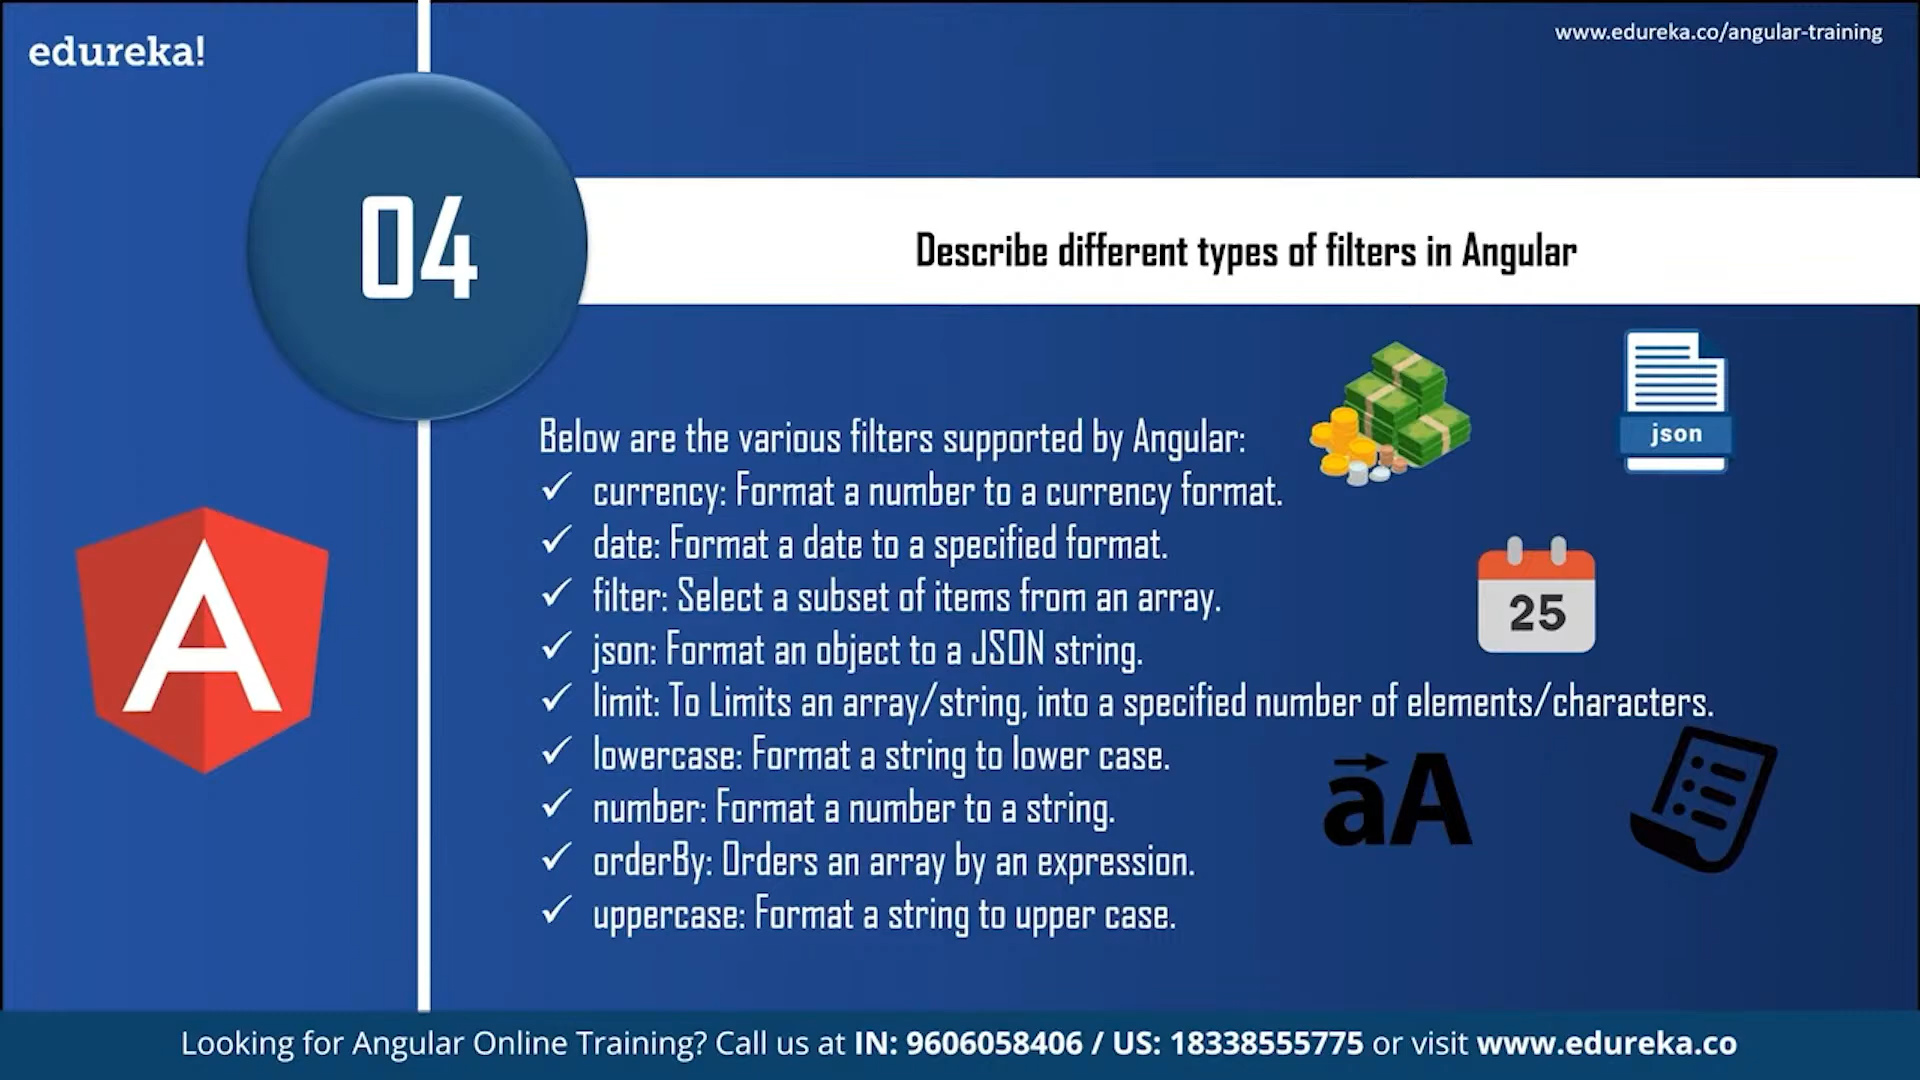 edureka!
www.edureka.co/angular-training
04
Describe different types of filters in Angular
json
Below are the various filters supported by Angular:
✓ currency: Format a number to a currency format.
✓ date: Format a date to a specified format.
✓ filter: Select a subset of items from an array.
25
✓ json: Format an object to a JSON string.
A
✓ limit: To Limits an array/string, into a specified number of elements/characters.
✓ lowercase: Format a string to lower case.
aA
✓ number: Format a number to a string.
✓ orderBy: Orders an array by an expression.
✓ uppercase: Format a string to upper case.
Looking for Angular Online Training? Call us at IN: 9606058406 / US: 18338555775 or visit www.edureka.co